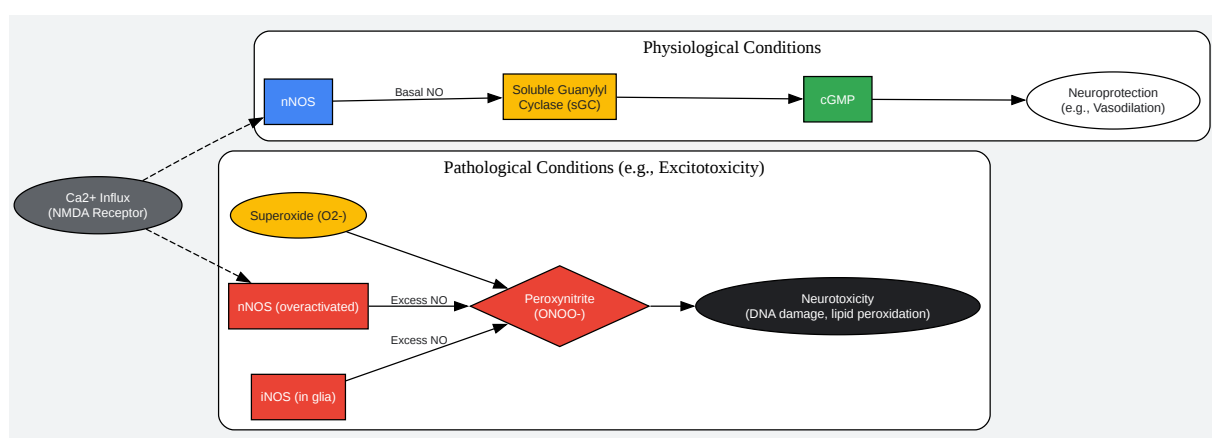 Physiological Conditions
nNOS
Basal NO
Soluble Guanylyl
Cyclase (sGC)
cGMP
Neuroprotection
(e.g., Vasodilation)
Ca2+ Influx
(NMDA Receptor)
Pathological Conditions (e.g., Excitotoxicity)
Superoxide (O2-)
nNOS (overactivated)
Excess NO
Peroxynitrite
(ONOO-)
Neurotoxicity
(DNA damage, lipid peroxidation)
Excess NO
iNOS (in glia)